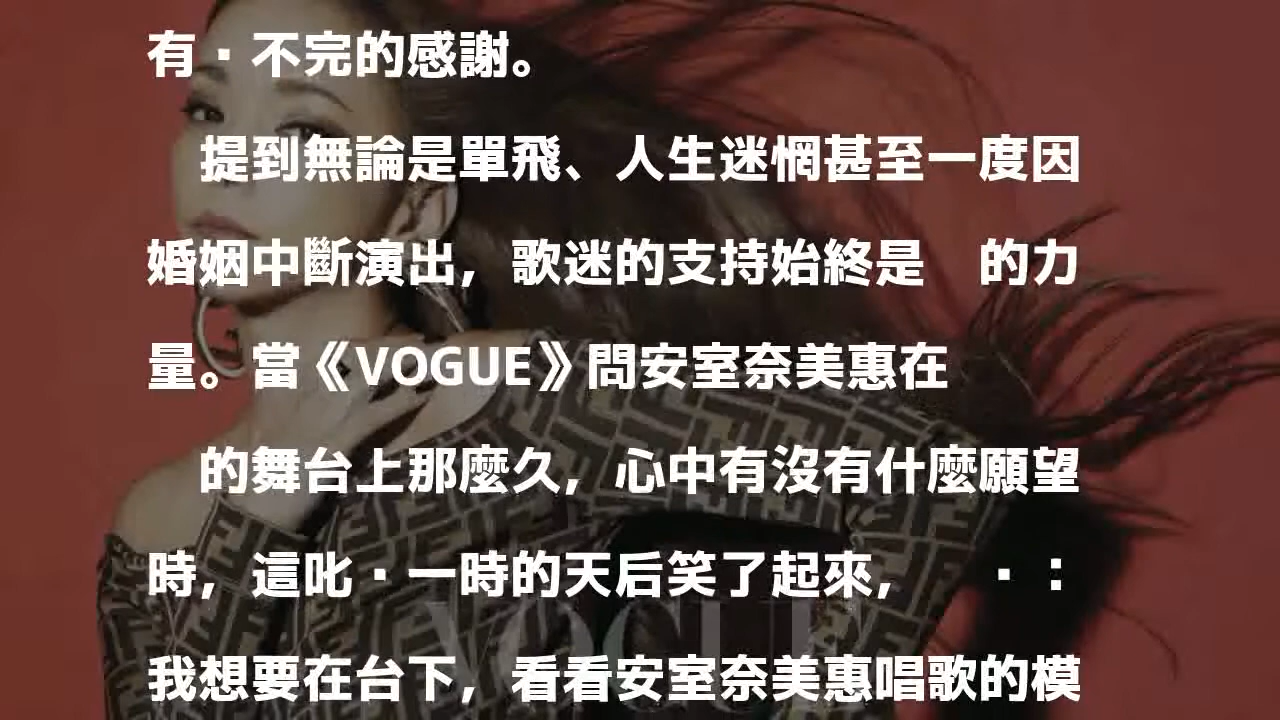 有·不完的感謝。
提到無論是單飛、人生迷惘甚至一度因
婚姻中斷演出，歌迷的支持始終是　的力
量。當《VOGUE》問安室奈美惠在
的舞台上那麼久，心中有沒有什麼願望
時，這叱·一時的天后笑了起來，　　·：
我想要在台下，看看安室奈美惠唱歌的模
VOGUE